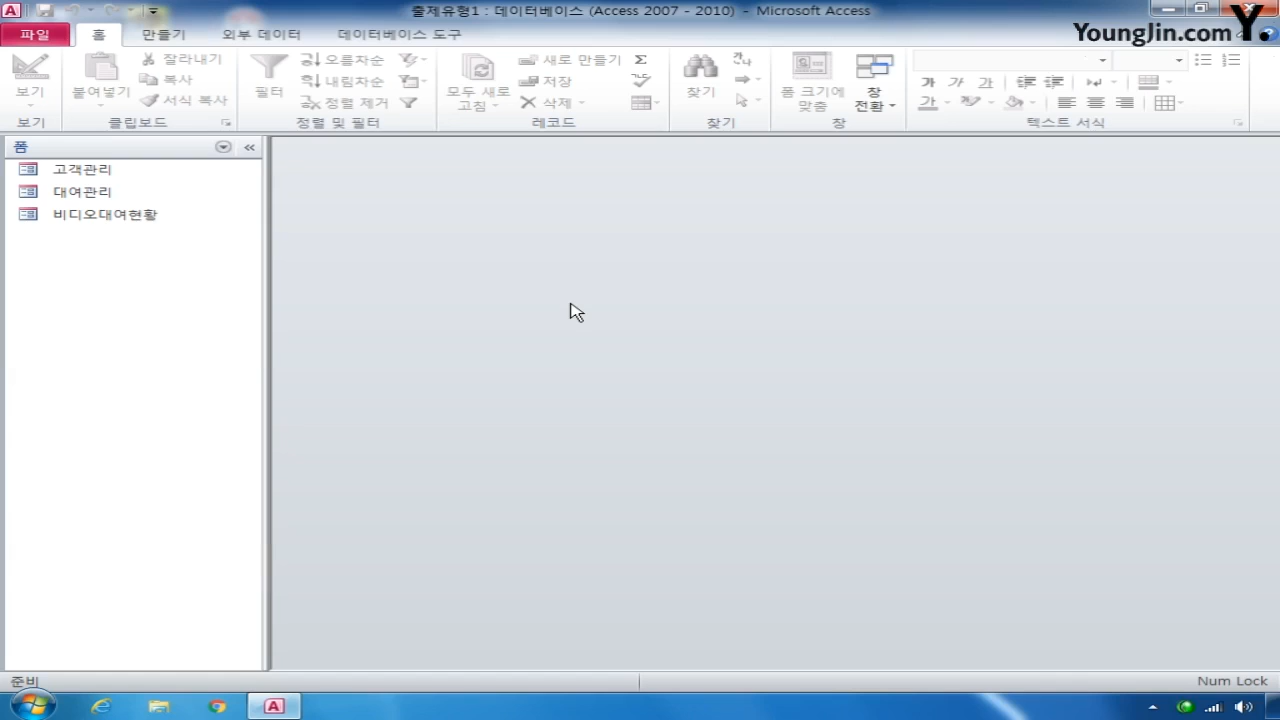 출제유형1 : 데이터베이스 (Access 2007 - 2010) - Microsoft Access
YoungJin.com Y.
파일 홈 만들기 외부 데이터 데이터베이스 도구
보기
붙여넣기
잘라내기
복사
서식 복사
필터
오름차순
내림차순
정렬 제거
모두 새로
고침
새로 만들기
저장
삭제
찾기
폼 크기에
맞춤
창
전환
가 가 가
가
보기 클립보드 정렬 및 필터 레코드 찾기 창 텍스트 서식
폼
고객관리
대여관리
비디오대여현황
준비
Num Lock